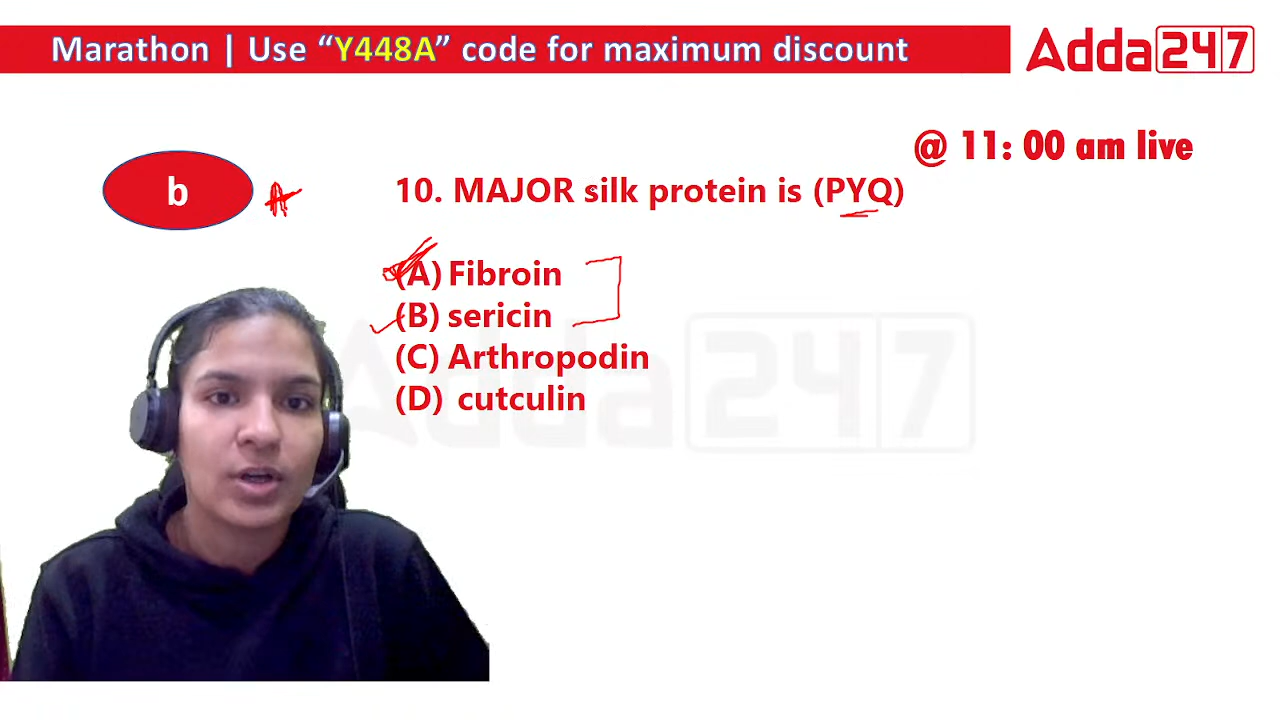 Marathon | Use “Y448A” code for maximum discount
Adda247
@ 11: 00 am live
b
A
10. MAJOR silk protein is (PYQ)
(A) Fibroin
(B) sericin
(C) Arthropodin
(D) cutculin
Adda247